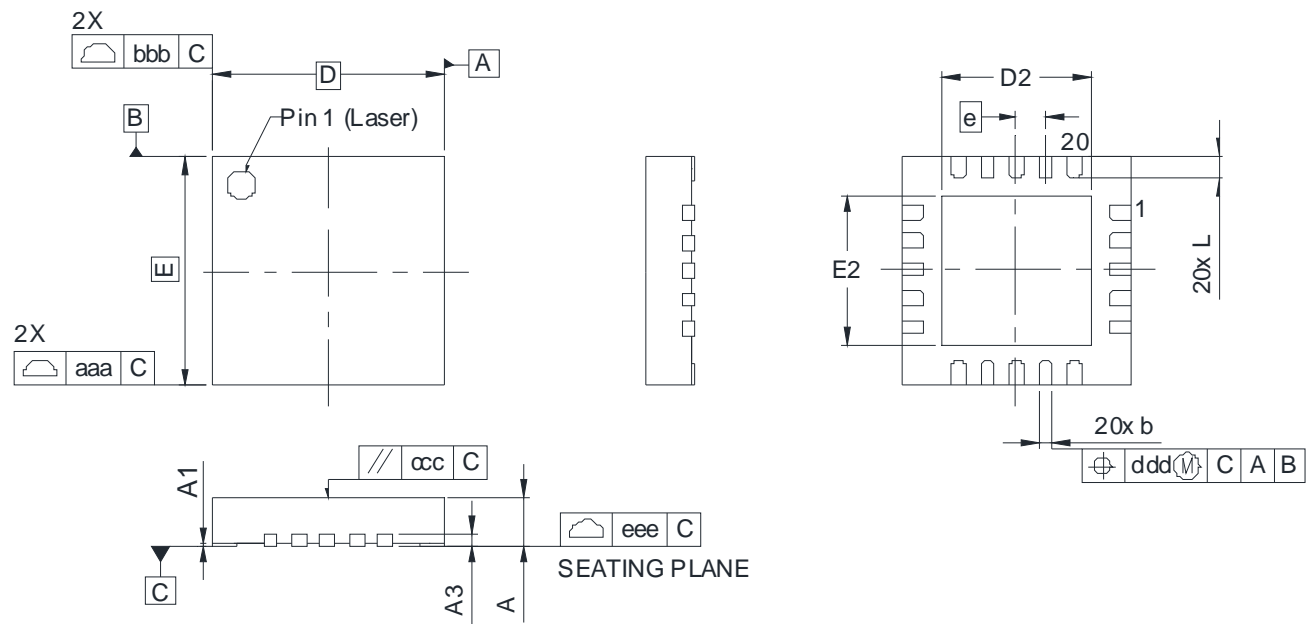 2X
bbb C
D
A
B
Pin 1 (Laser)
E
2X
aaa C
D2
e
20
1
E2
20x L
20x b
ddd M C A B
A1
// ccc C
eee C
SEATING PLANE
C
A3
A